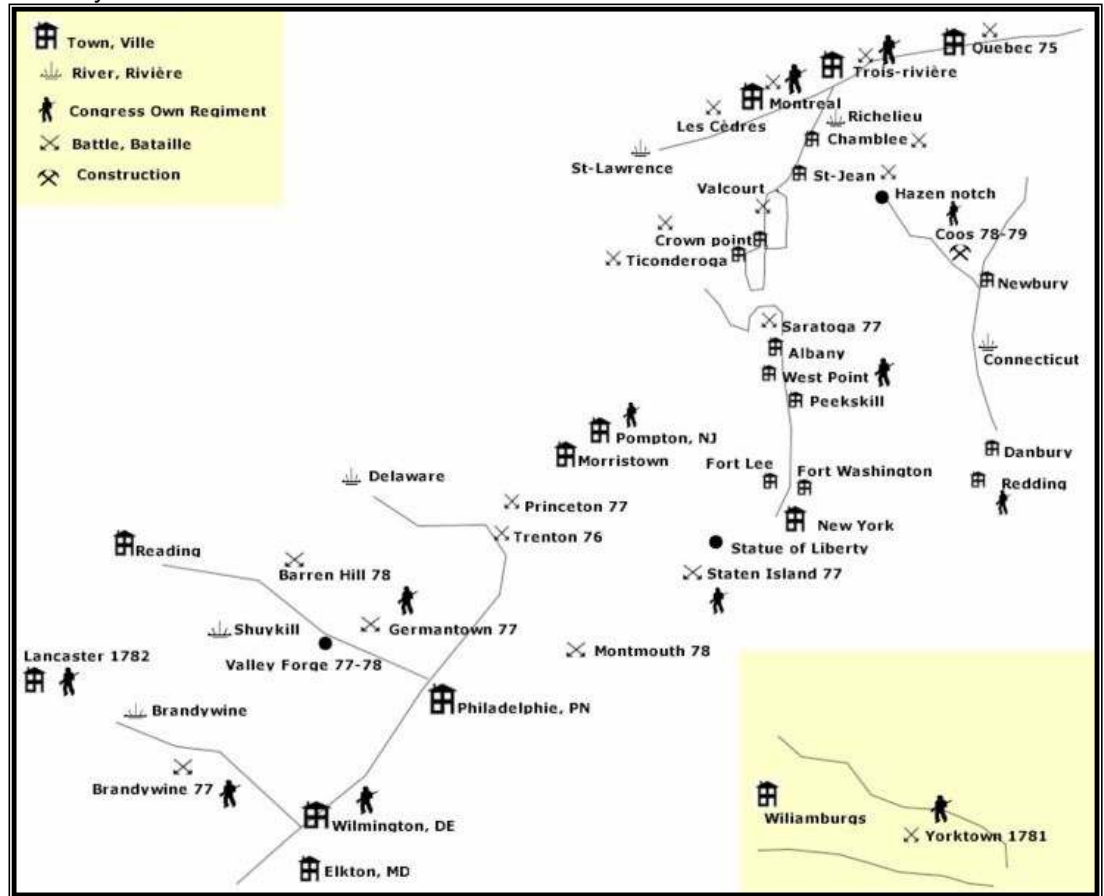 Town, Ville
River, Rivière
Congress Own Regiment
Battle, Bataille
Construction
Quebec 75
Trois-rivière
Montreal
Les Cèdres
Richelieu
Chamblee
St-Lawrence
St-Jean
Valcourt
Hazen notch
Crown point
Coos 78-79
Ticonderoga
Newbury
Saratoga 77
Albany
Connecticut
West Point
Peekskill
Pompton, NJ
Morristown
Fort Lee
Fort Washington
Danbury
Redding
Delaware
Princeton 77
New York
Trenton 76
Statue of Liberty
Reading
Barren Hill 78
Staten Island 77
Shuykill
Germantown 77
Valley Forge 77-78
Montmouth 78
Lancaster 1782
Philadelphie, PN
Brandywine
Brandywine 77
Wilmington, DE
Elkton, MD
Wiliamburgs
Yorktown 1781